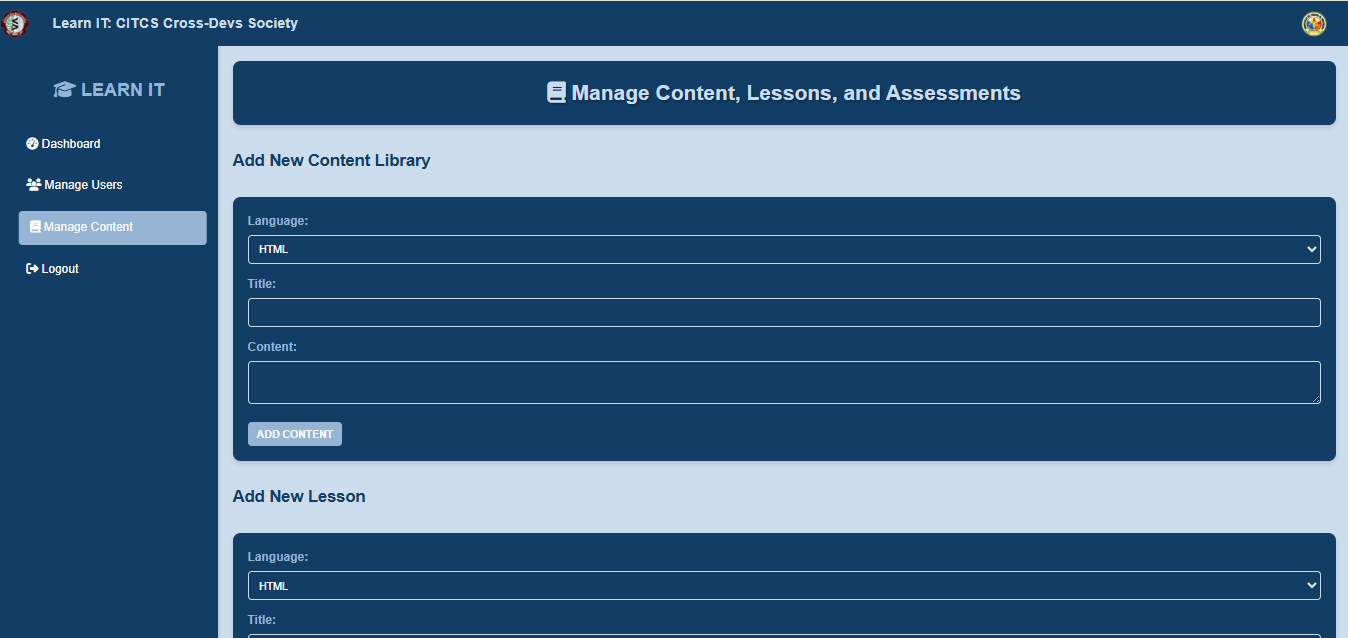 Learn IT: CITCS Cross-Devs Society
LEARN IT
Dashboard
Manage Users
Manage Content
Logout
Manage Content, Lessons, and Assessments
Add New Content Library
Language:
HTML
Title:
Content:
ADD CONTENT
Add New Lesson
Language:
HTML
Title: